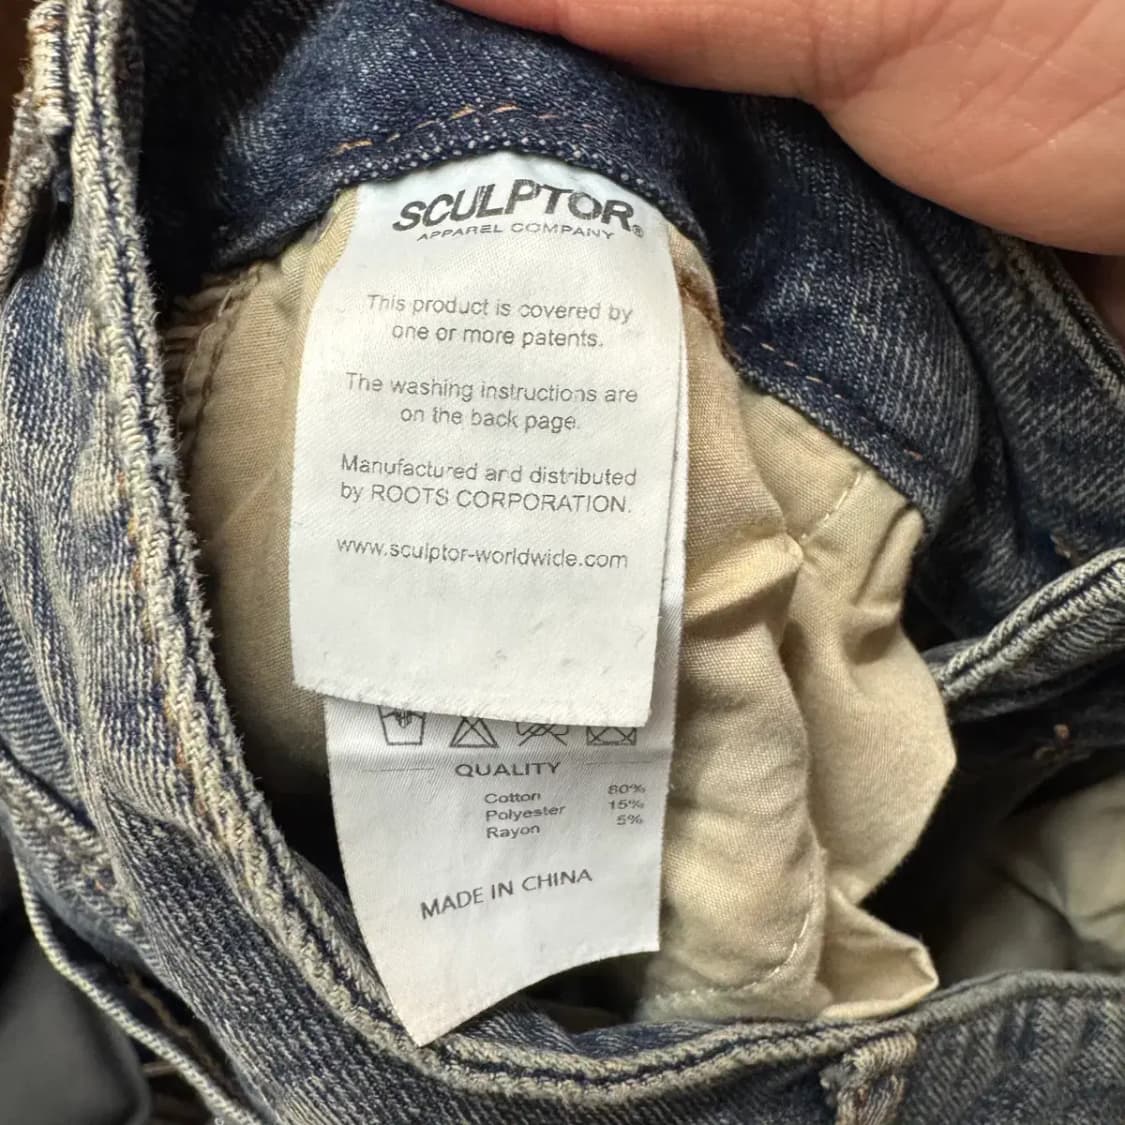 SCULPTOR®
APPAREL COMPANY
This product is covered by
one or more patents.
The washing instructions are
on the back page.
Manufactured and distributed
by ROOTS CORPORATION.
www.sculptor-worldwide.com
QUALITY
Cotton 80%
Polyester 15%
Rayon 5%
MADE IN CHINA